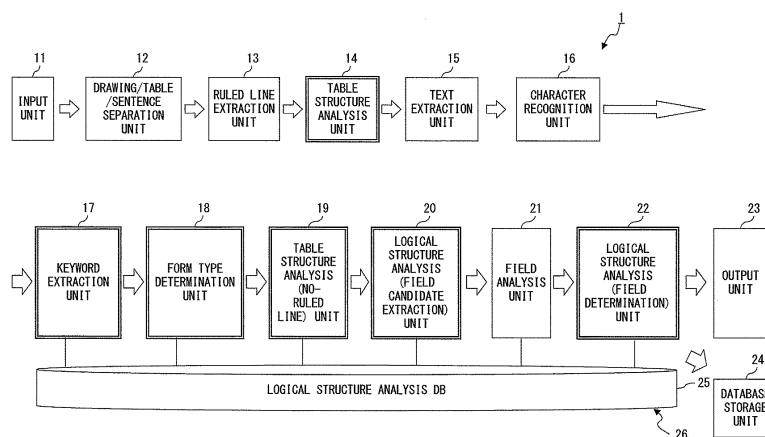 1
11
12
13
14
15
16
INPUT
UNIT
DRAWING/TABLE
/SENTENCE
SEPARATION
UNIT
RULED LINE
EXTRACTION
UNIT
TABLE
STRUCTURE
ANALYSIS
UNIT
TEXT
EXTRACTION
UNIT
CHARACTER
RECOGNITION
UNIT
17
18
19
20
21
22
23
KEYWORD
EXTRACTION
UNIT
FORM TYPE
DETERMINATION
UNIT
TABLE
STRUCTURE
ANALYSIS
(NO-
RULED
LINE) UNIT
LOGICAL
STRUCTURE
ANALYSIS
(FIELD
CANDIDATE
EXTRACTION)
UNIT
FIELD
ANALYSIS
UNIT
LOGICAL
STRUCTURE
ANALYSIS
(FIELD
DETERMINATION)
UNIT
OUTPUT
UNIT
LOGICAL STRUCTURE ANALYSIS DB
25
26
24
DATABASE
STORAGE
UNIT